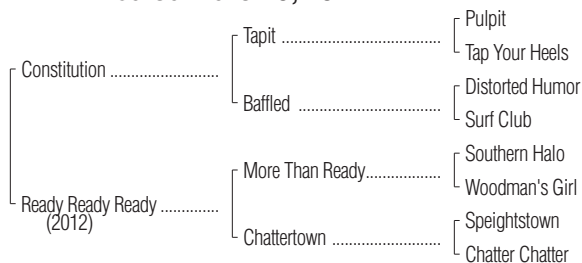 Pulpit
Tapit ........................................
Tap Your Heels
Constitution ...........................
Distorted Humor
Baffled ....................................
Surf Club
Southern Halo
More Than Ready...................
Woodman's Girl
Ready Ready Ready ..............
(2012)
Speightstown
Chattertown ...........................
Chatter Chatter